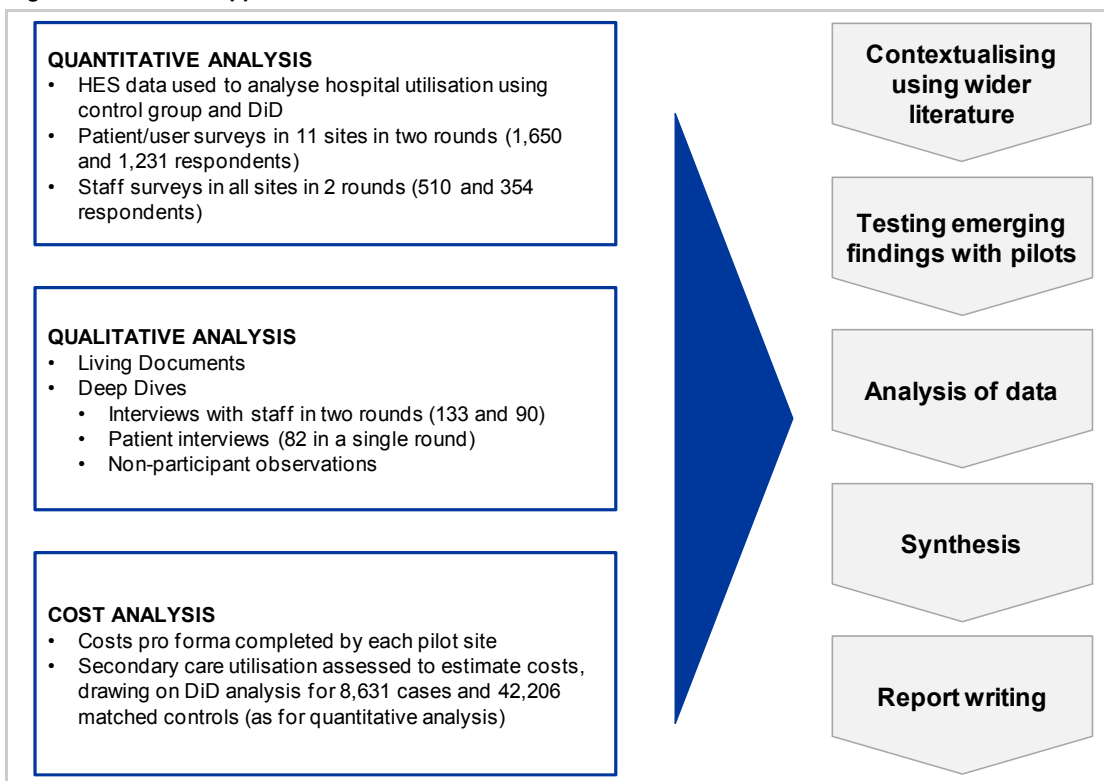 QUANTITATIVE ANALYSIS
• HES data used to analyse hospital utilisation using
control group and DiD
• Patient/user surveys in 11 sites in two rounds (1,650
and 1,231 respondents)
• Staff surveys in all sites in 2 rounds (510 and 354
respondents)
QUALITATIVE ANALYSIS
• Living Documents
• Deep Dives
• Interviews with staff in two rounds (133 and 90)
• Patient interviews (82 in a single round)
• Non-participant observations
COST ANALYSIS
• Costs pro forma completed by each pilot site
• Secondary care utilisation assessed to estimate costs,
drawing on DiD analysis for 8,631 cases and 42,206
matched controls (as for quantitative analysis)
Contextualising
using wider
literature
Testing emerging
findings with pilots
Analysis of data
Synthesis
Report writing